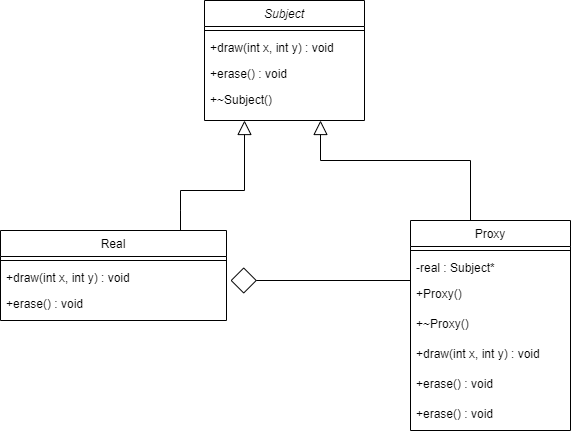 Subject
+draw(int x, int y) : void
+erase() : void
+~Subject()
Real
+draw(int x, int y) : void
+erase() : void
Proxy
-real : Subject*
+Proxy()
+~Proxy()
+draw(int x, int y) : void
+erase() : void
+erase() : void